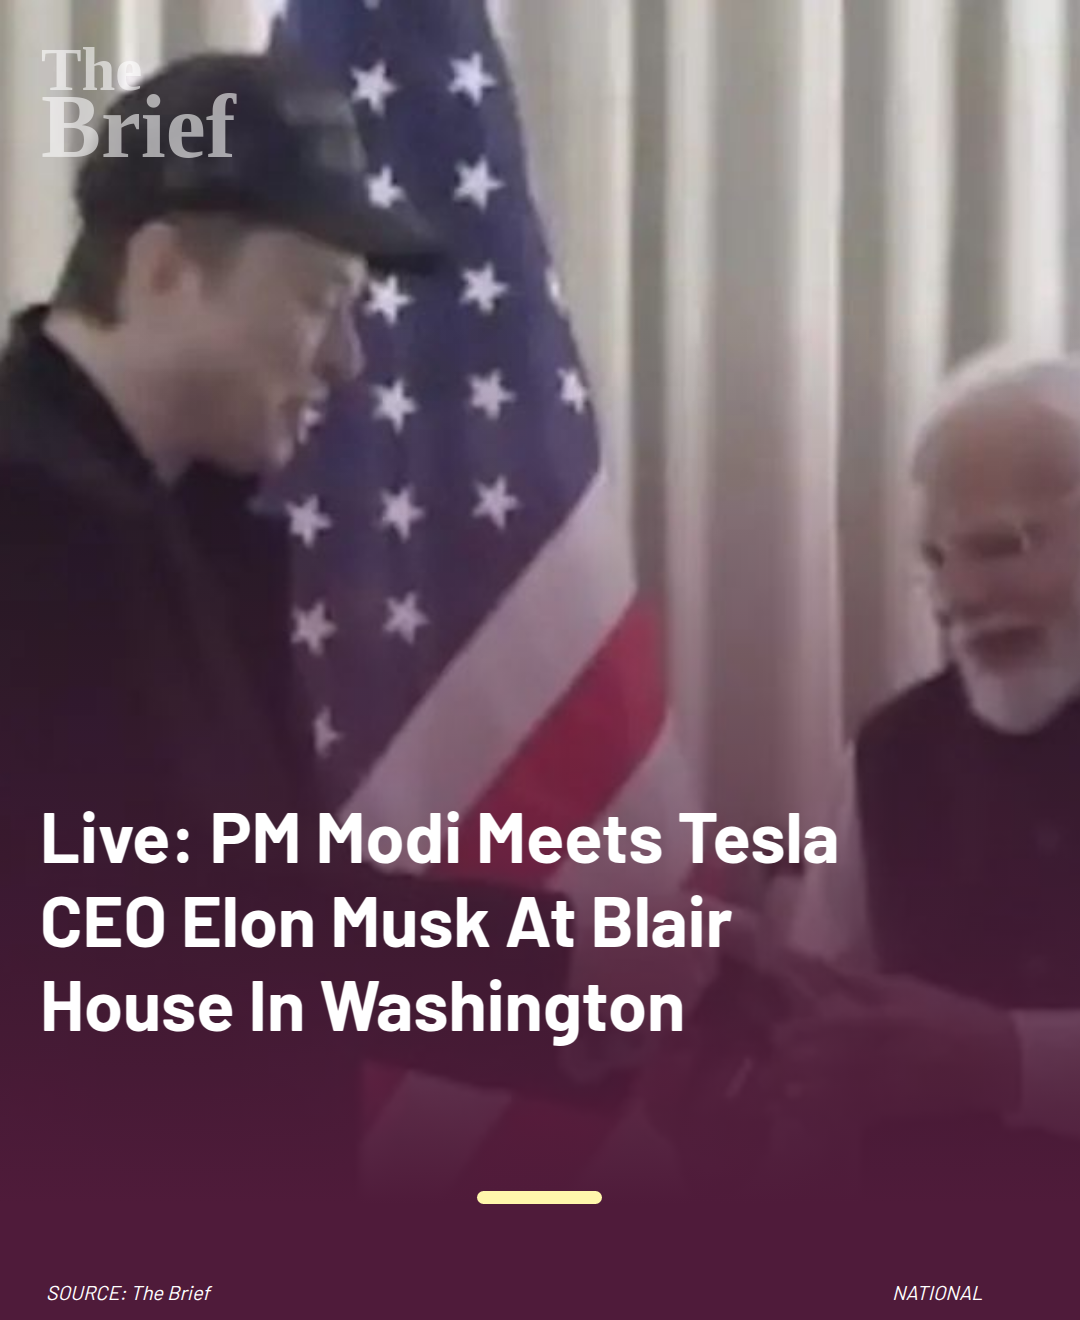 The
Brief
Live: PM Modi Meets Tesla
CEO Elon Musk At Blair
House In Washington
SOURCE: The Brief
NATIONAL